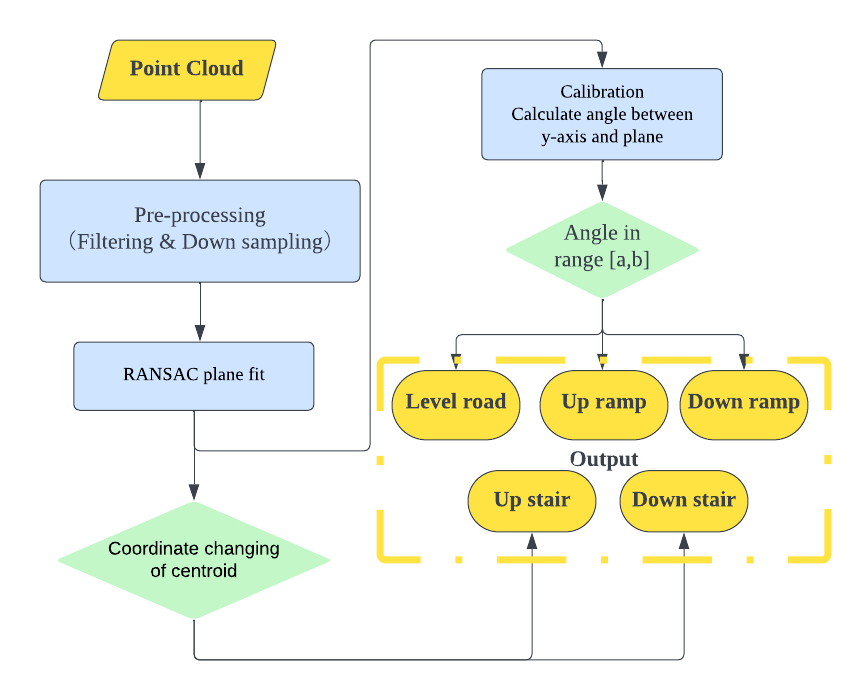 Point Cloud
Pre-processing
（Filtering & Down sampling）
RANSAC plane fit
Coordinate changing
of centroid
Calibration
Calculate angle between
y-axis and plane
Angle in
range [a,b]
Level road
Up ramp
Down ramp
Output
Up stair
Down stair